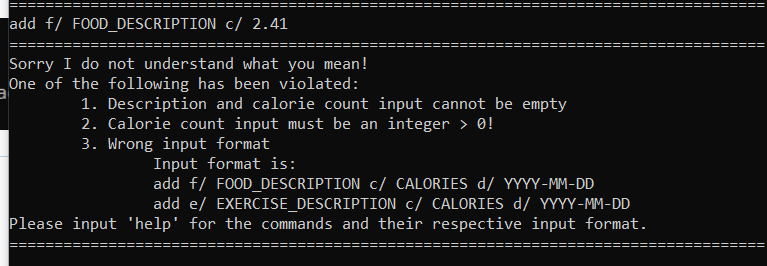 ================================================================================
add f/ FOOD_DESCRIPTION c/ 2.41
================================================================================
Sorry I do not understand what you mean!
One of the following has been violated:
        1. Description and calorie count input cannot be empty
        2. Calorie count input must be an integer > 0!
        3. Wrong input format
                Input format is:
                add f/ FOOD_DESCRIPTION c/ CALORIES d/ YYYY-MM-DD
                add e/ EXERCISE_DESCRIPTION c/ CALORIES d/ YYYY-MM-DD
Please input 'help' for the commands and their respective input format.
================================================================================